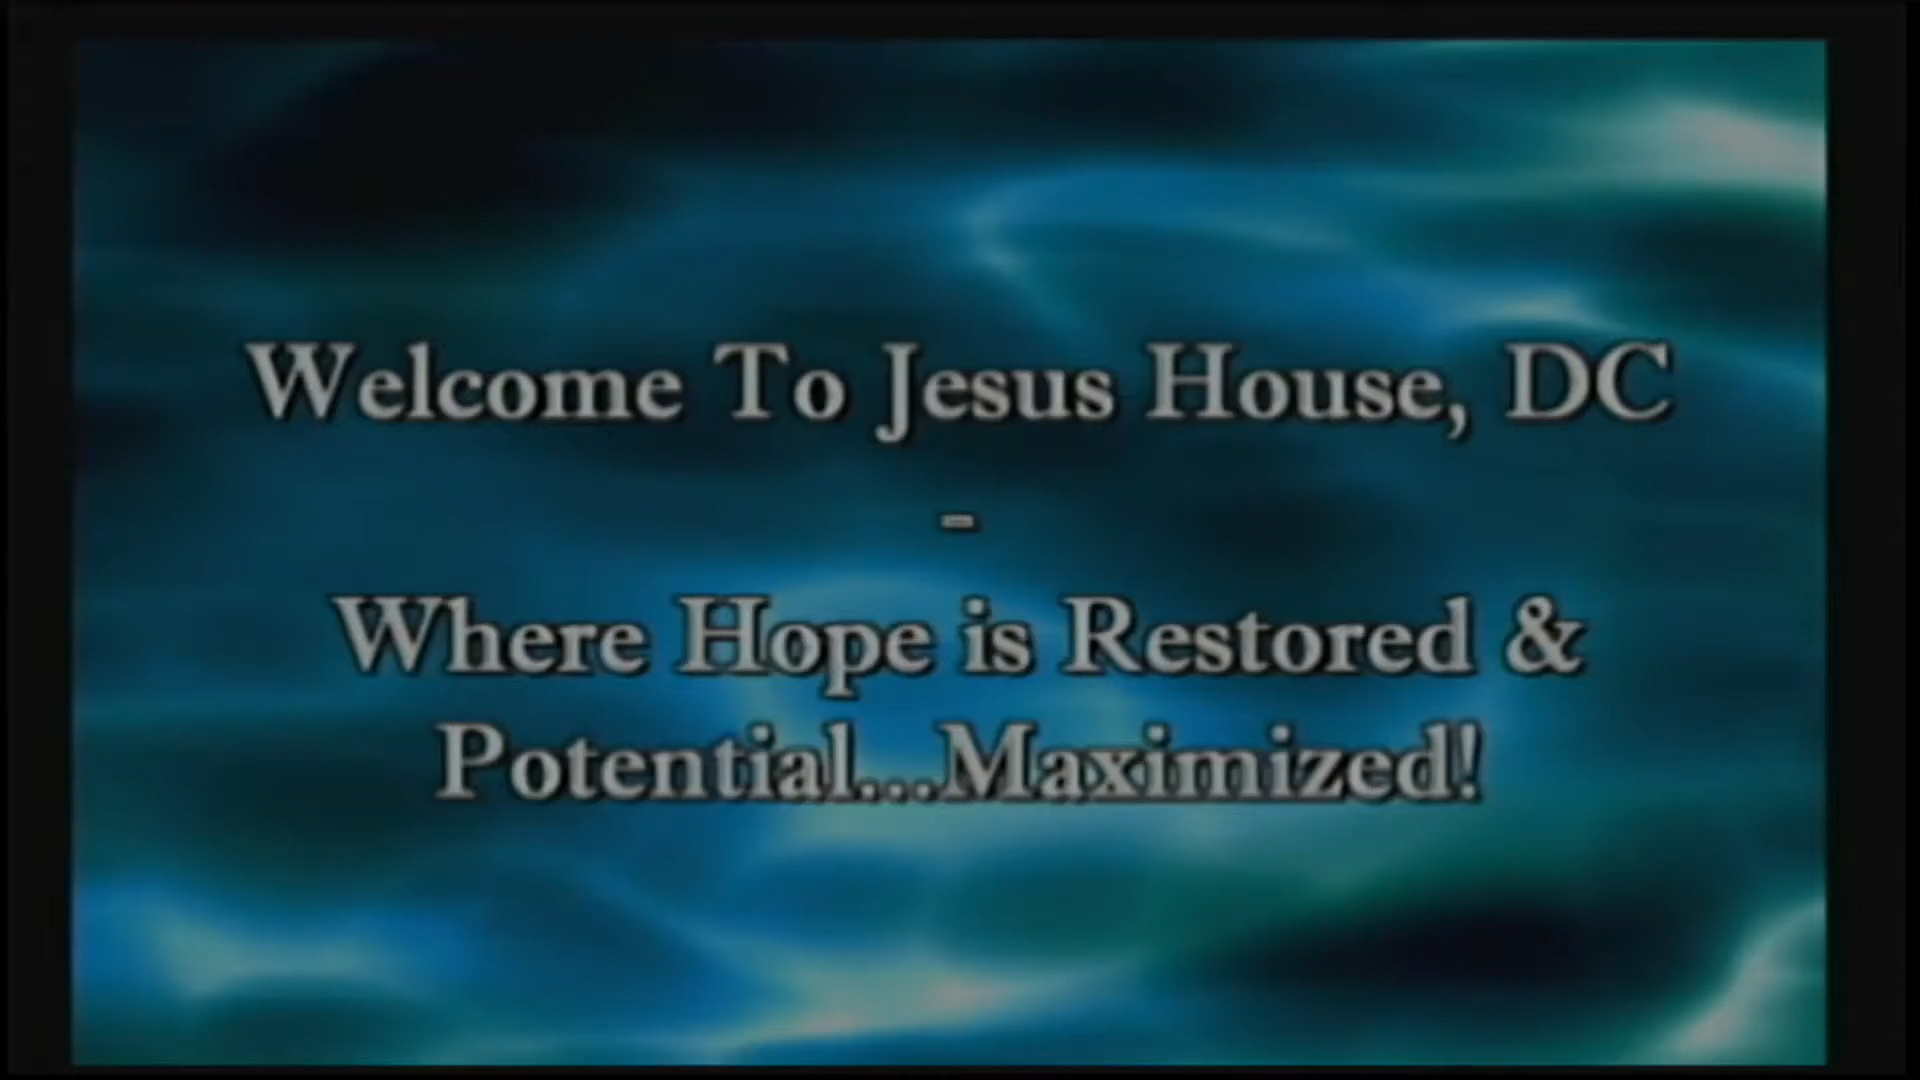 Welcome To Jesus House, DC
-
Where Hope is Restored &
Potential...Maximized!